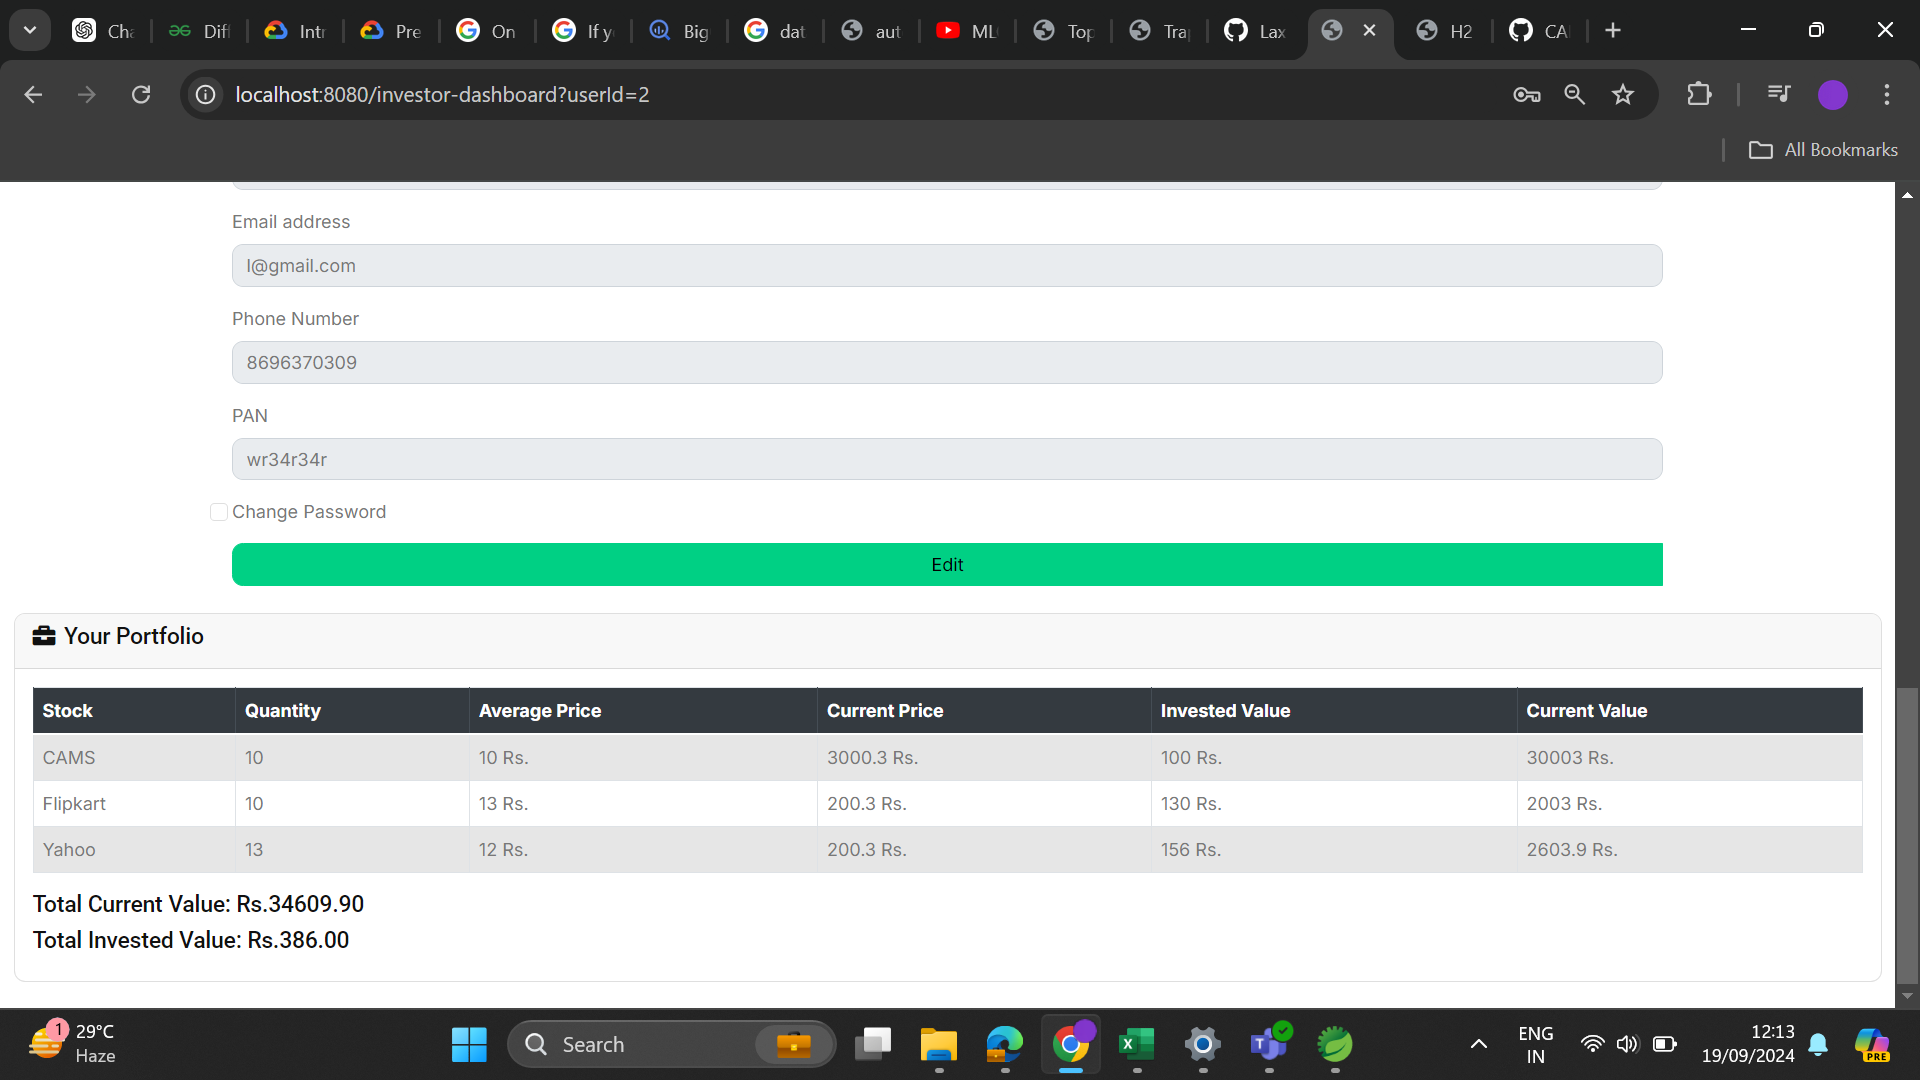 Cha
Diff
Intr
Pre
On
If y
Big
dat
aut
ML
Top
Tra
Lax
H2
CA
localhost:8080/investor-dashboard?userId=2
All Bookmarks
Email address
l@gmail.com
Phone Number
8696370309
PAN
wr34r34r
Change Password
Edit
Your Portfolio
Stock Quantity Average Price Current Price Invested Value Current Value
CAMS 10 10 Rs. 3000.3 Rs. 100 Rs. 30003 Rs.
Flipkart 10 13 Rs. 200.3 Rs. 130 Rs. 2003 Rs.
Yahoo 13 12 Rs. 200.3 Rs. 156 Rs. 2603.9 Rs.
Total Current Value: Rs.34609.90
Total Invested Value: Rs.386.00
1
29°C
Haze
Search
ENG
IN
12:13
19/09/2024
PRE